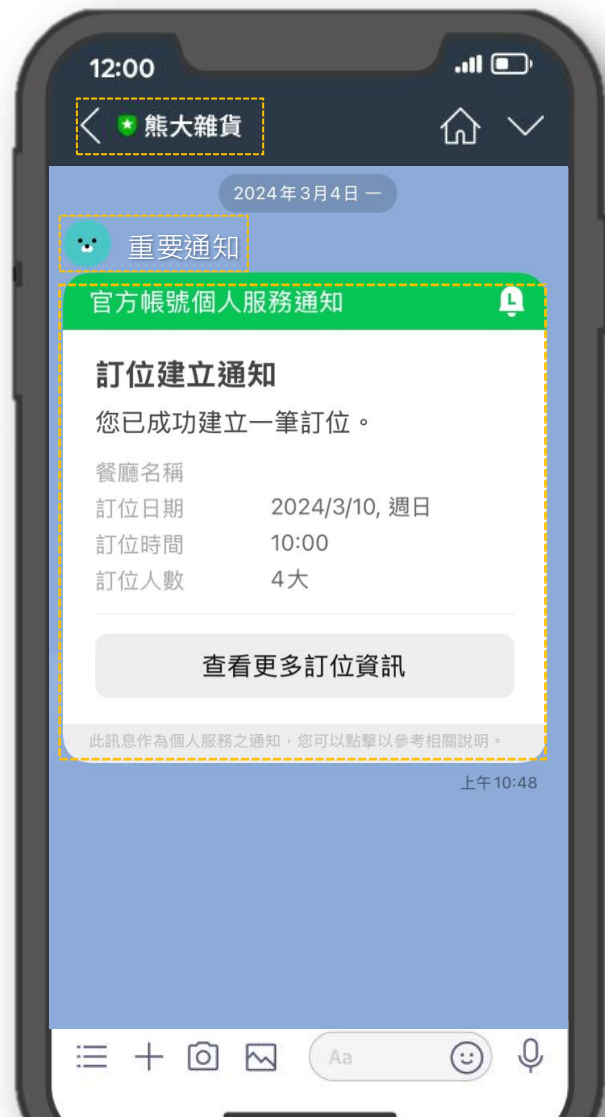 12:00
熊大雜貨
2024年3月4日 一
重要通知
官方帳號個人服務通知
訂位建立通知
您已成功建立一筆訂位。
餐廳名稱
訂位日期 2024/3/10, 週日
訂位時間 10:00
訂位人數 4大
查看更多訂位資訊
此訊息作為個人服務之通知，您可以點擊以參考相關說明。
上午10:48
Aa